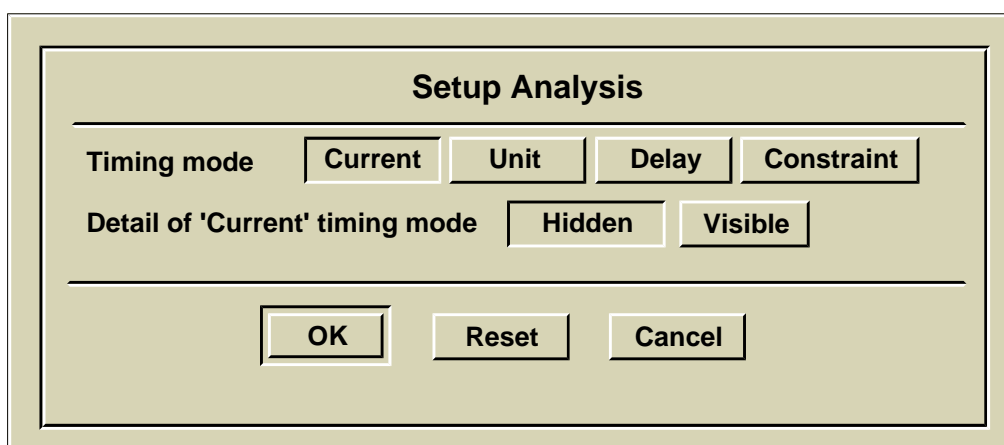 Setup Analysis
Timing mode Current Unit Delay Constraint
Detail of 'Current' timing mode Hidden Visible
OK Reset Cancel